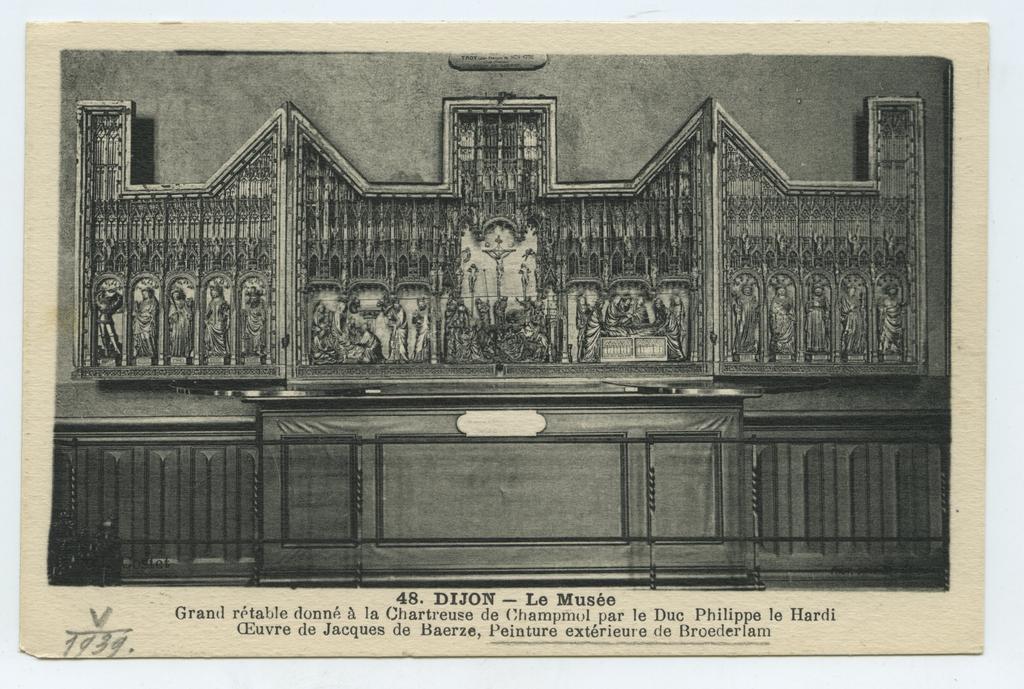 TROY
48. DIJON — Le Musée
Grand rétable donné à la Chartreuse de Champmol par le Duc Philippe le Hardi
Œuvre de Jacques de Baerze, Peinture extérieure de Broederlam
V
1939.